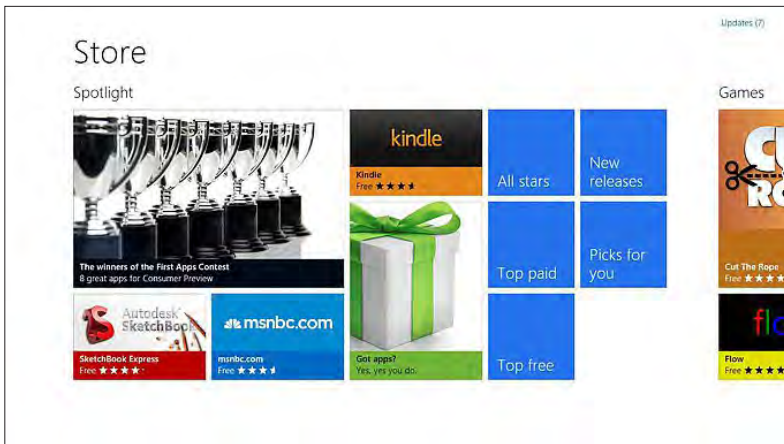 Updates (7)
Store
Spotlight
Games
kindle
Kindle
Free
All stars
New
releases
The winners of the First Apps Contest
8 great apps for Consumer Preview
Top paid
Picks for
you
Cut The Rope
Free
Autodesk
SketchBook
SketchBook Express
Free
msnbc.com
msnbc.com
Free
Got apps?
Yes, yes you do.
Top free
Flow
Free